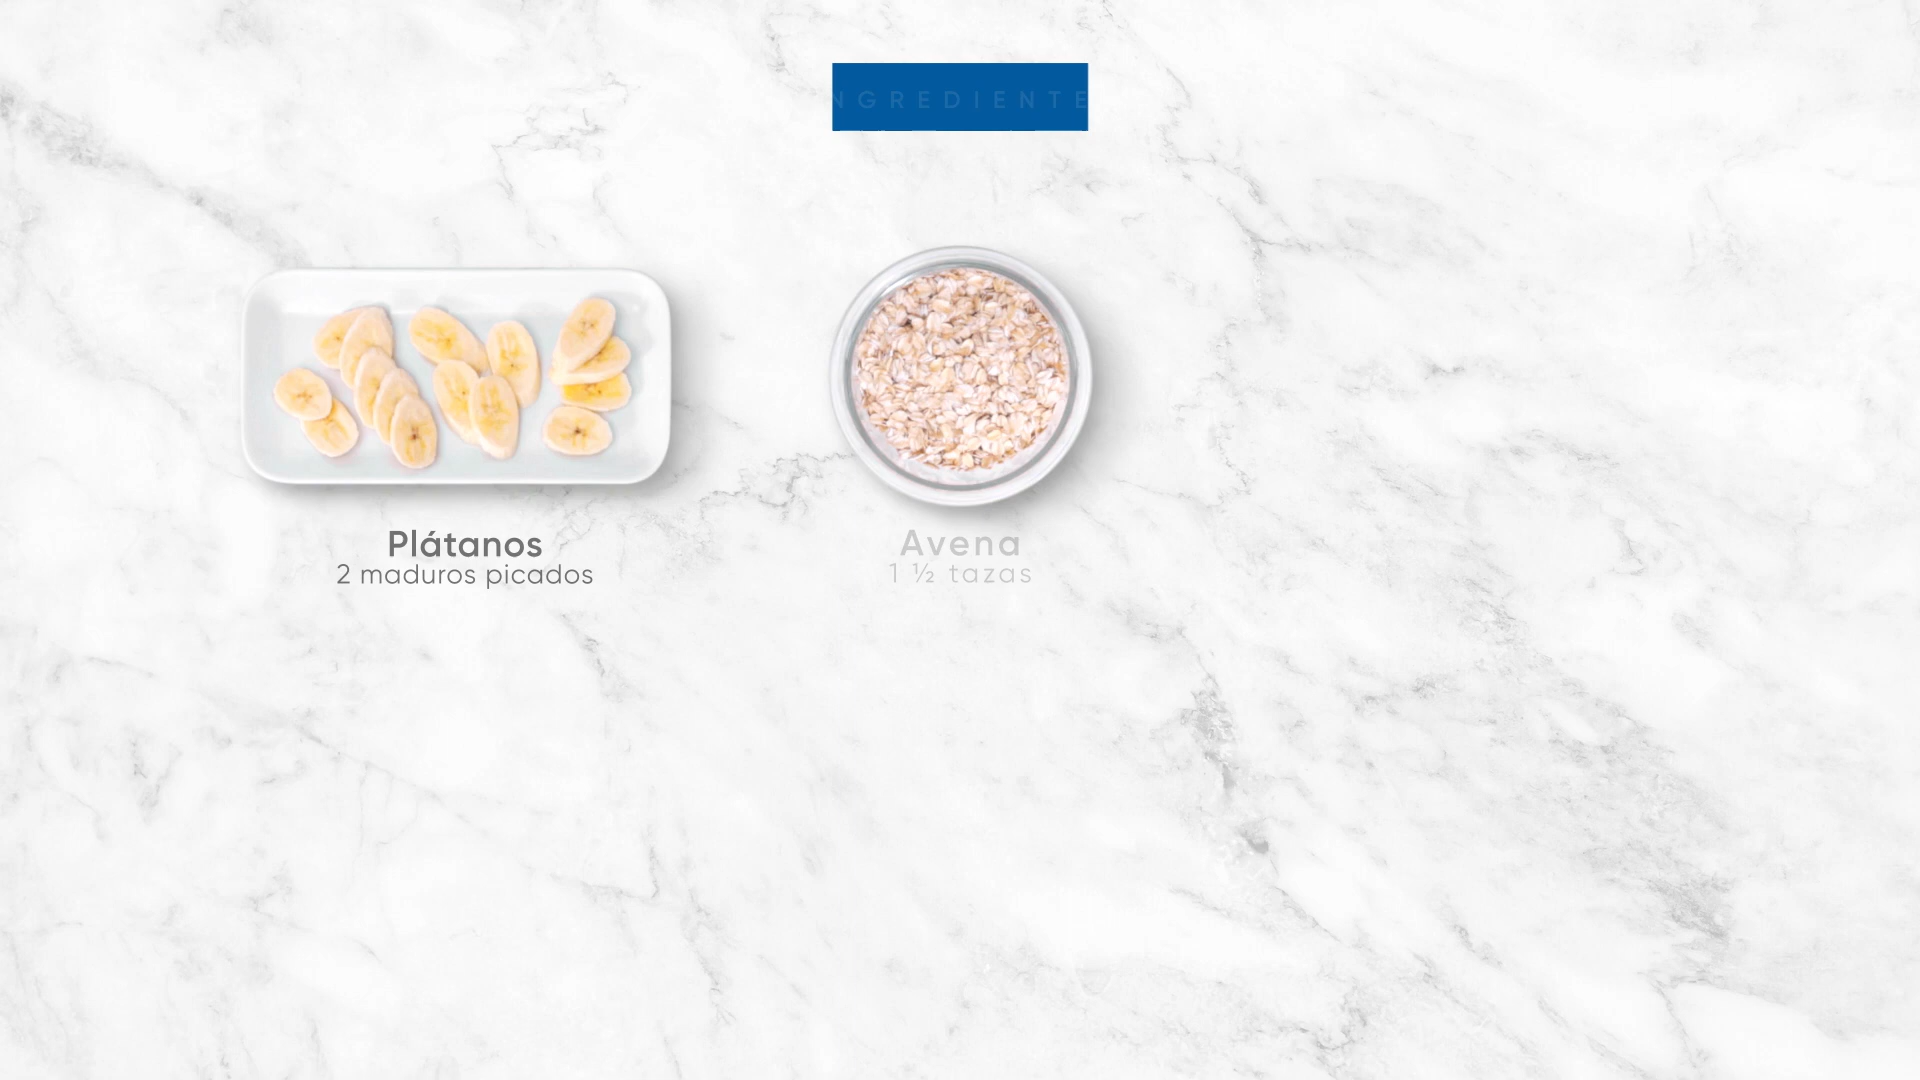 NGREDIENTE
Plátanos
2 maduros picados
Avena
1 ½ tazas